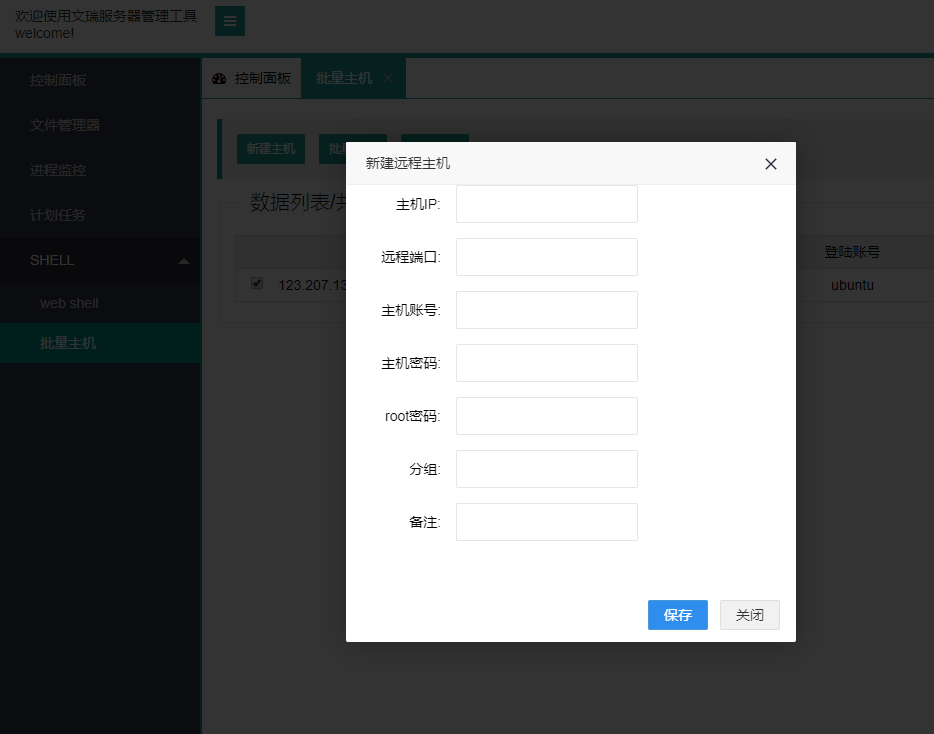 欢迎使用文瑞服务器管理工具
welcome!
控制面板
批量主机
控制面板
文件管理器
进程监控
计划任务
SHELL
web shell
批量主机
新建主机
数据列表/
登陆账号
123.207.13
ubuntu
新建远程主机
主机IP:
远程端口:
主机账号:
主机密码:
root密码:
分组:
备注:
保存
关闭